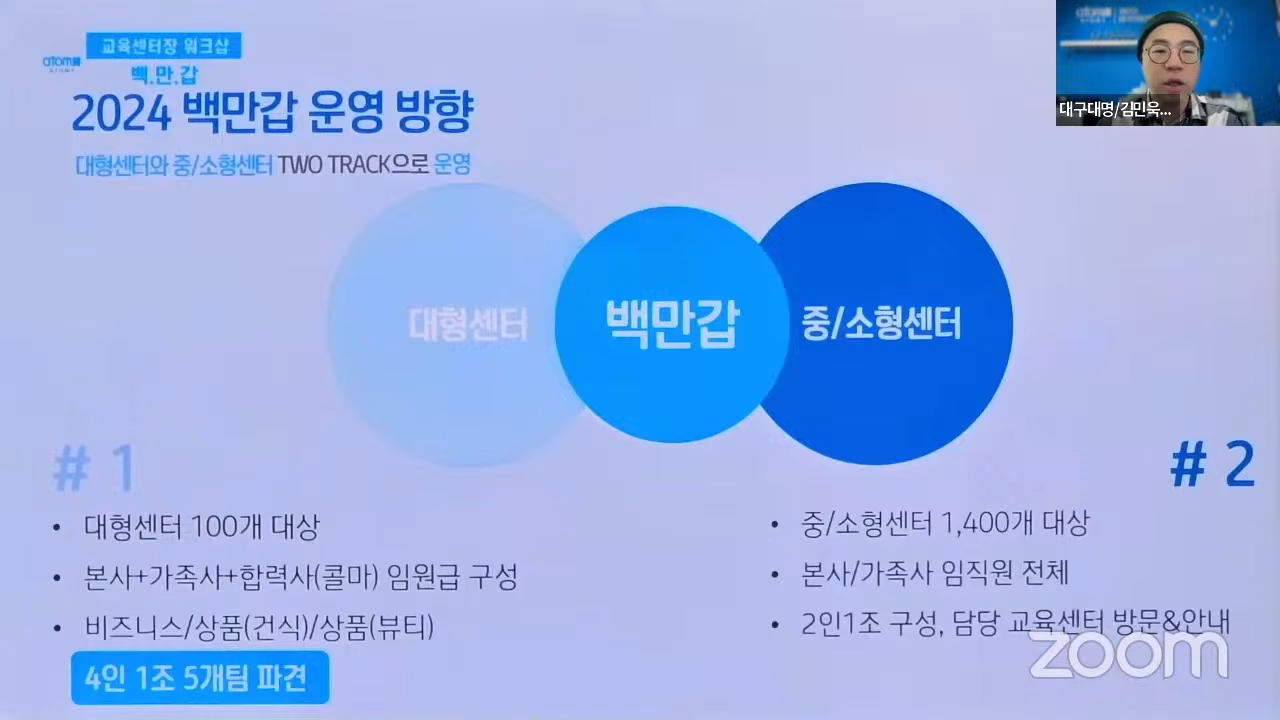 교육센터장 워크샵
atom美
ATOMY
백.만.갑
2024 백만갑 운영 방향
대형센터와 중/소형센터 TWO TRACK으로 운영
대구대명/김민욱...
대형센터
백만갑
중/소형센터
# 1
• 대형센터 100개 대상
• 본사+가족사+합력사(콜마) 임원급 구성
• 비즈니스/상품(건식)/상품(뷰티)
4인 1조 5개팀 파견
# 2
• 중/소형센터 1,400개 대상
• 본사/가족사 임직원 전체
• 2인1조 구성, 담당 교육센터 방문&안내
zoom